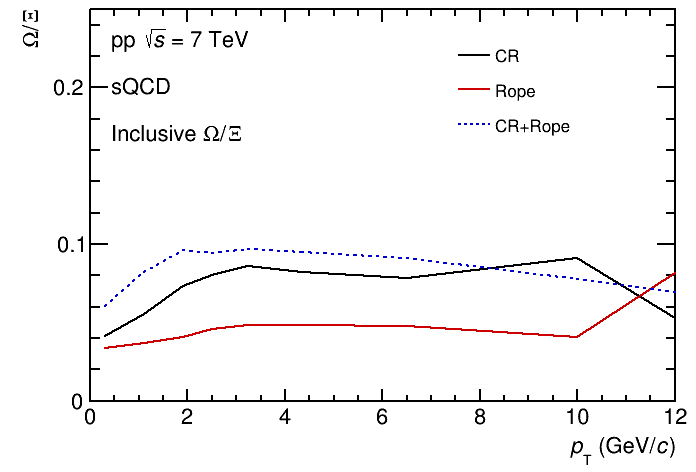 Ω/Ξ
pp √s = 7 TeV
sQCD
Inclusive Ω/Ξ
CR
Rope
CR+Rope
0.2
0.1
0
0 2 4 6 8 10 12
pT (GeV/c)